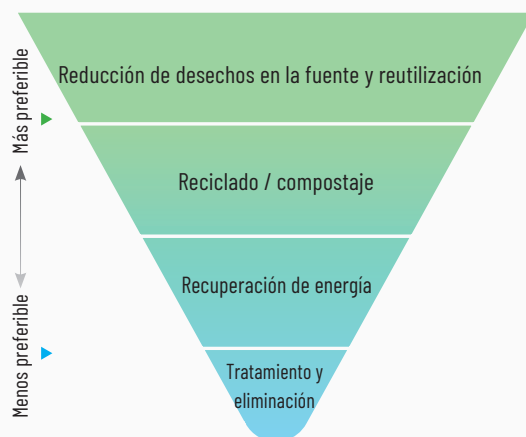 Más preferible
Menos preferible
Reducción de desechos en la fuente y reutilización
Reciclado / compostaje
Recuperación de energía
Tratamiento y
eliminación